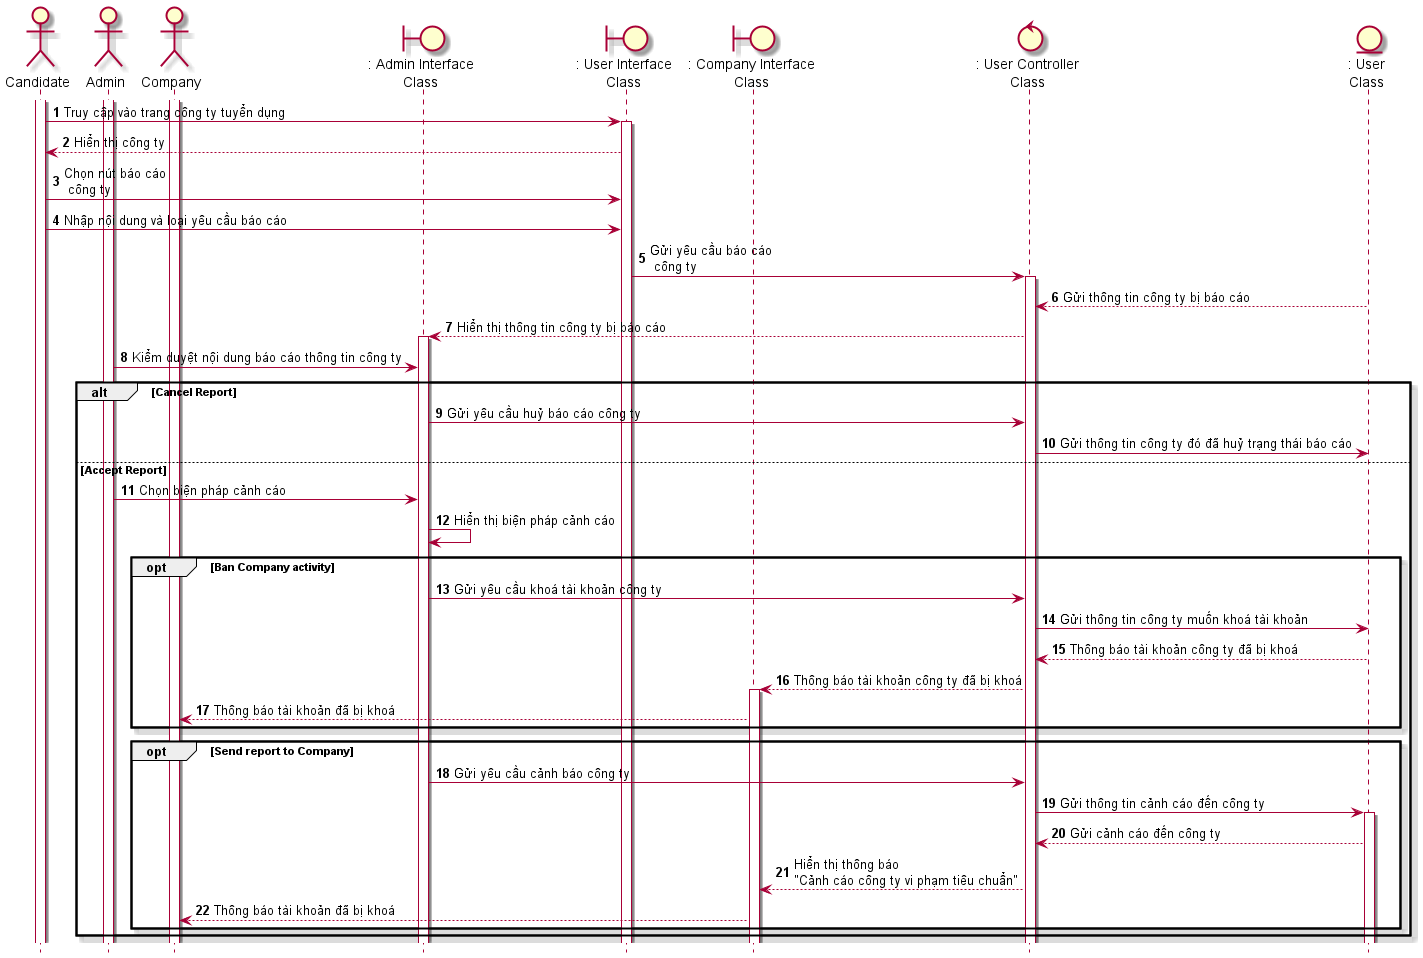 Candidate
Admin
Company
: Admin Interface
Class
: User Interface
Class
: Company Interface
Class
: User Controller
Class
: User
Class
1 Truy cập vào trang công ty tuyển dụng
2 Hiển thị công ty
3 Chọn nút báo cáo
công ty
4 Nhập nội dung và loại yêu cầu báo cáo
5 Gửi yêu cầu báo cáo
công ty
6 Gửi thông tin công ty bị báo cáo
7 Hiển thị thông tin công ty bị báo cáo
8 Kiểm duyệt nội dung báo cáo thông tin công ty
alt [Cancel Report]
9 Gửi yêu cầu huỷ báo cáo công ty
10 Gửi thông tin công ty đó đã huỷ trạng thái báo cáo
[Accept Report]
11 Chọn biện pháp cảnh cáo
12 Hiển thị biện pháp cảnh cáo
opt [Ban Company activity]
13 Gửi yêu cầu khoá tài khoản công ty
14 Gửi thông tin công ty muốn khoá tài khoản
15 Thông báo tài khoản công ty đã bị khoá
16 Thông báo tài khoản công ty đã bị khoá
17 Thông báo tài khoản đã bị khoá
opt [Send report to Company]
18 Gửi yêu cầu cảnh báo công ty
19 Gửi thông tin cảnh cáo đến công ty
20 Gửi cảnh cáo đến công ty
21 Hiển thị thông báo
"Cảnh cáo công ty vi phạm tiêu chuẩn"
22 Thông báo tài khoản đã bị khoá